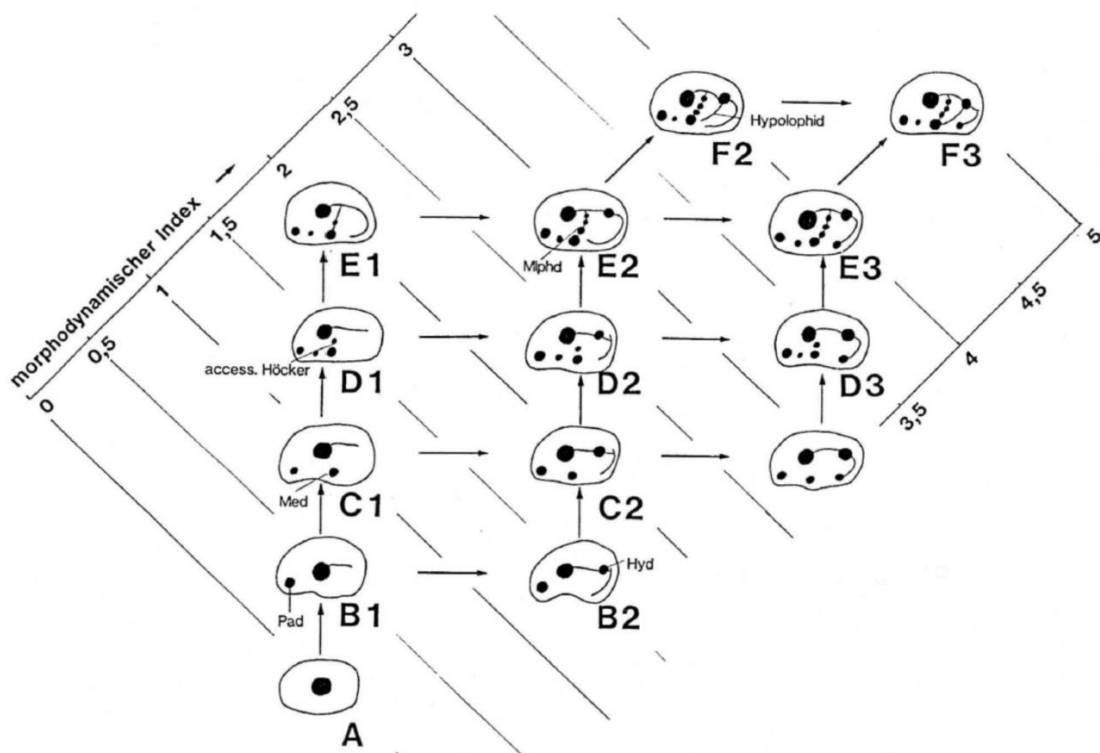 morphodynamischer Index
0
0,5
1
1,5
2
2,5
3
Hypolophid
F2
F3
E1
Mlphd
E2
E3
access. Höcker
D1
D2
D3
Med
C1
C2
Hyd
Pad
B1
B2
A
3,5
4
4,5
5